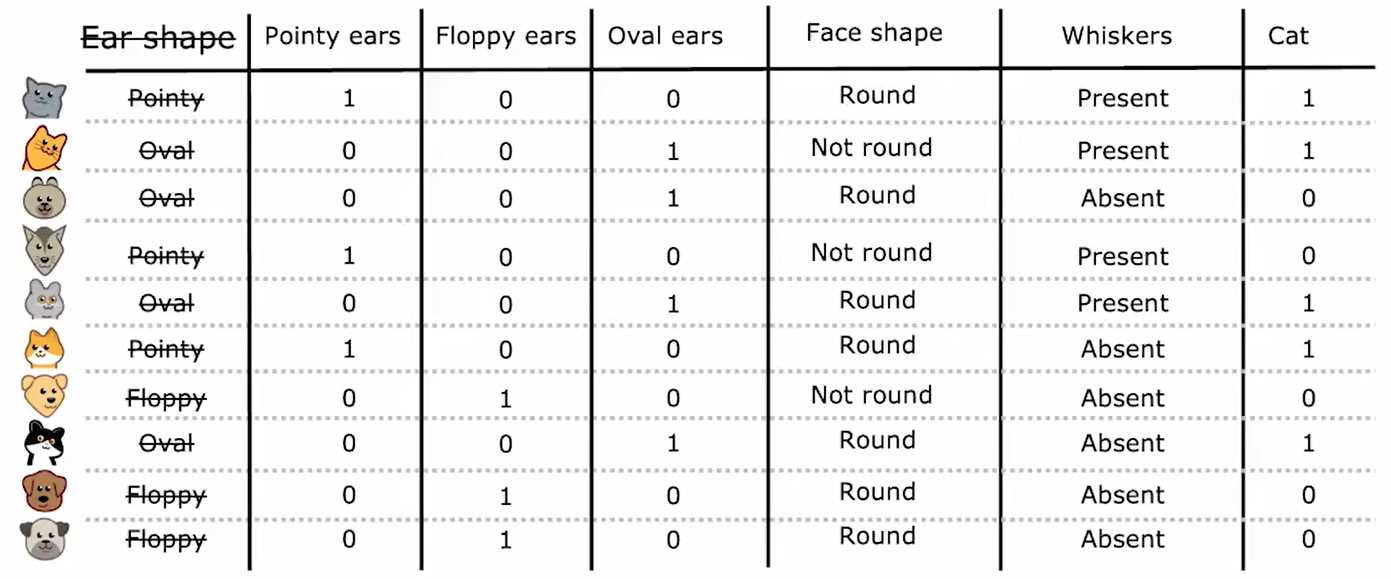 Ear shape Pointy ears Floppy ears Oval ears Face shape Whiskers Cat
Pointy 1 0 0 Round Present 1
Oval 0 0 1 Not round Present 1
Oval 0 0 1 Round Absent 0
Pointy 1 0 0 Not round Present 0
Oval 0 0 1 Round Present 1
Pointy 1 0 0 Round Absent 1
Floppy 0 1 0 Not round Absent 0
Oval 0 0 1 Round Absent 1
Floppy 0 1 0 Round Absent 0
Floppy 0 1 0 Round Absent 0